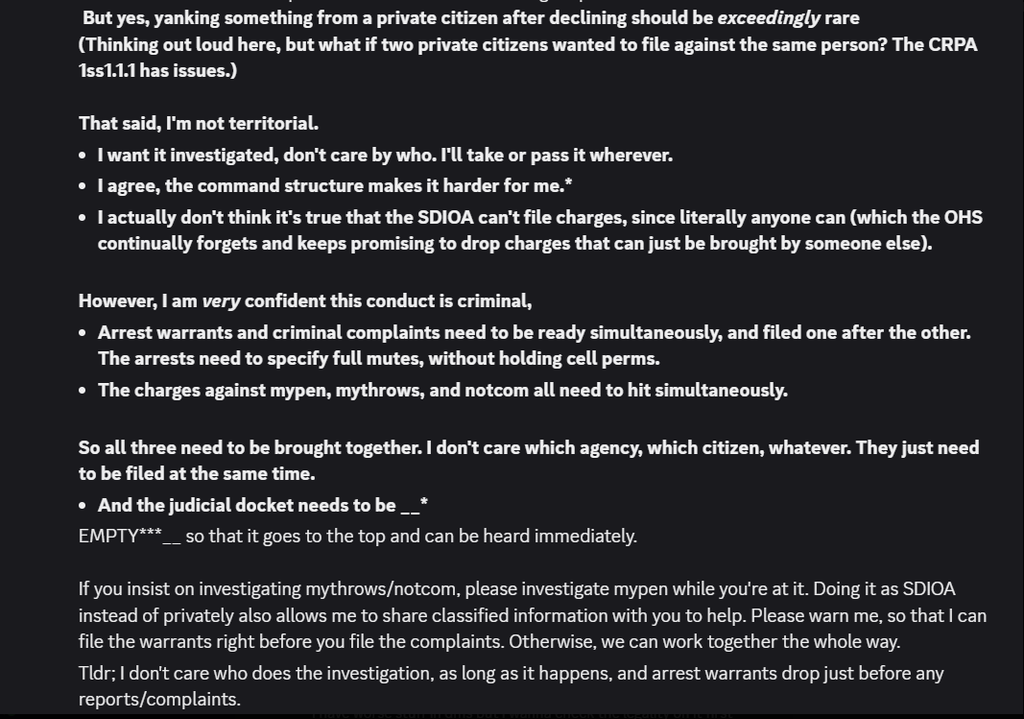 But yes, yanking something from a private citizen after declining should be exceedingly rare
(Thinking out loud here, but what if two private citizens wanted to file against the same person? The CRPA
1ss1.1.1 has issues.)
That said, I'm not territorial.
• I want it investigated, don't care by who. I'll take or pass it wherever.
• I agree, the command structure makes it harder for me.*
• I actually don't think it's true that the SDIOA can't file charges, since literally anyone can (which the OHS
continually forgets and keeps promising to drop charges that can just be brought by someone else).
However, I am very confident this conduct is criminal,
• Arrest warrants and criminal complaints need to be ready simultaneously, and filed one after the other.
The arrests need to specify full mutes, without holding cell perms.
• The charges against mypen, mythrows, and notcom all need to hit simultaneously.
So all three need to be brought together. I don't care which agency, which citizen, whatever. They just need
to be filed at the same time.
• And the judicial docket needs to be __*
EMPTY***__ so that it goes to the top and can be heard immediately.
If you insist on investigating mythrows/notcom, please investigate mypen while you're at it. Doing it as SDIOA
instead of privately also allows me to share classified information with you to help. Please warn me, so that I can
file the warrants right before you file the complaints. Otherwise, we can work together the whole way.
Tldr; I don't care who does the investigation, as long as it happens, and arrest warrants drop just before any
reports/complaints.